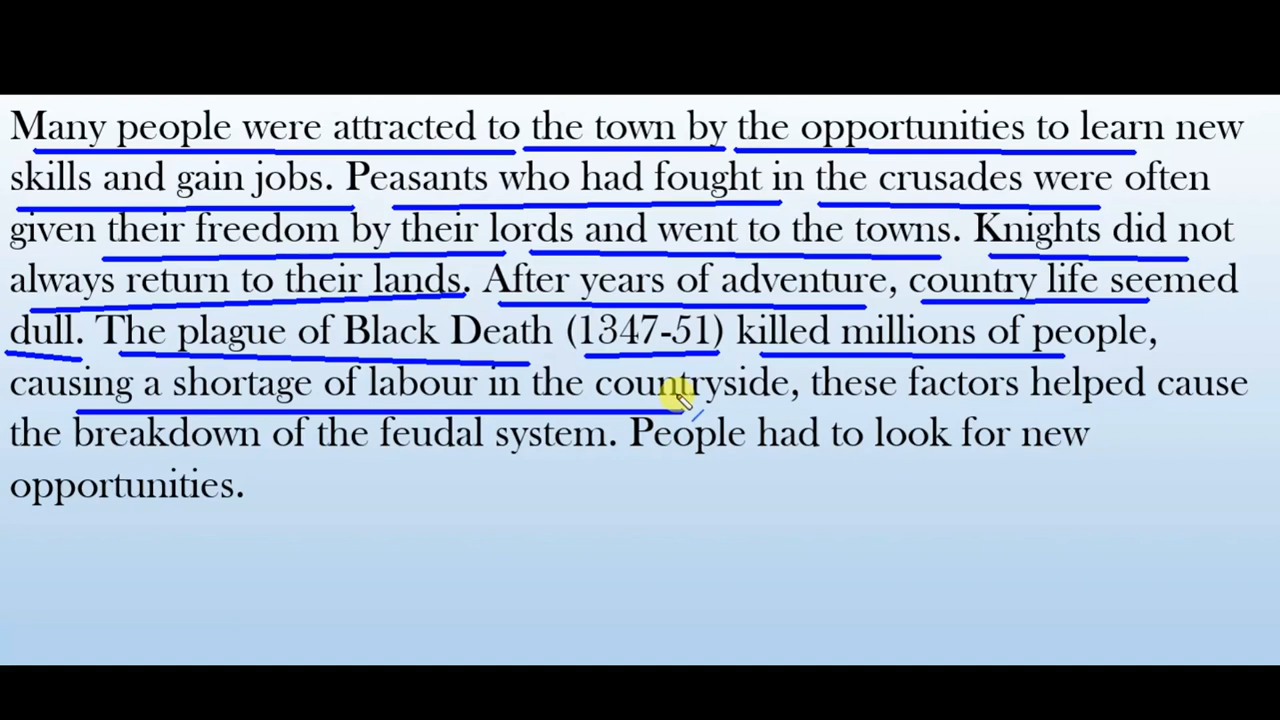 Many people were attracted to the town by the opportunities to learn new
skills and gain jobs. Peasants who had fought in the crusades were often
given their freedom by their lords and went to the towns. Knights did not
always return to their lands. After years of adventure, country life seemed
dull. The plague of Black Death (1347-51) killed millions of people,
causing a shortage of labour in the countryside, these factors helped cause
the breakdown of the feudal system. People had to look for new
opportunities.